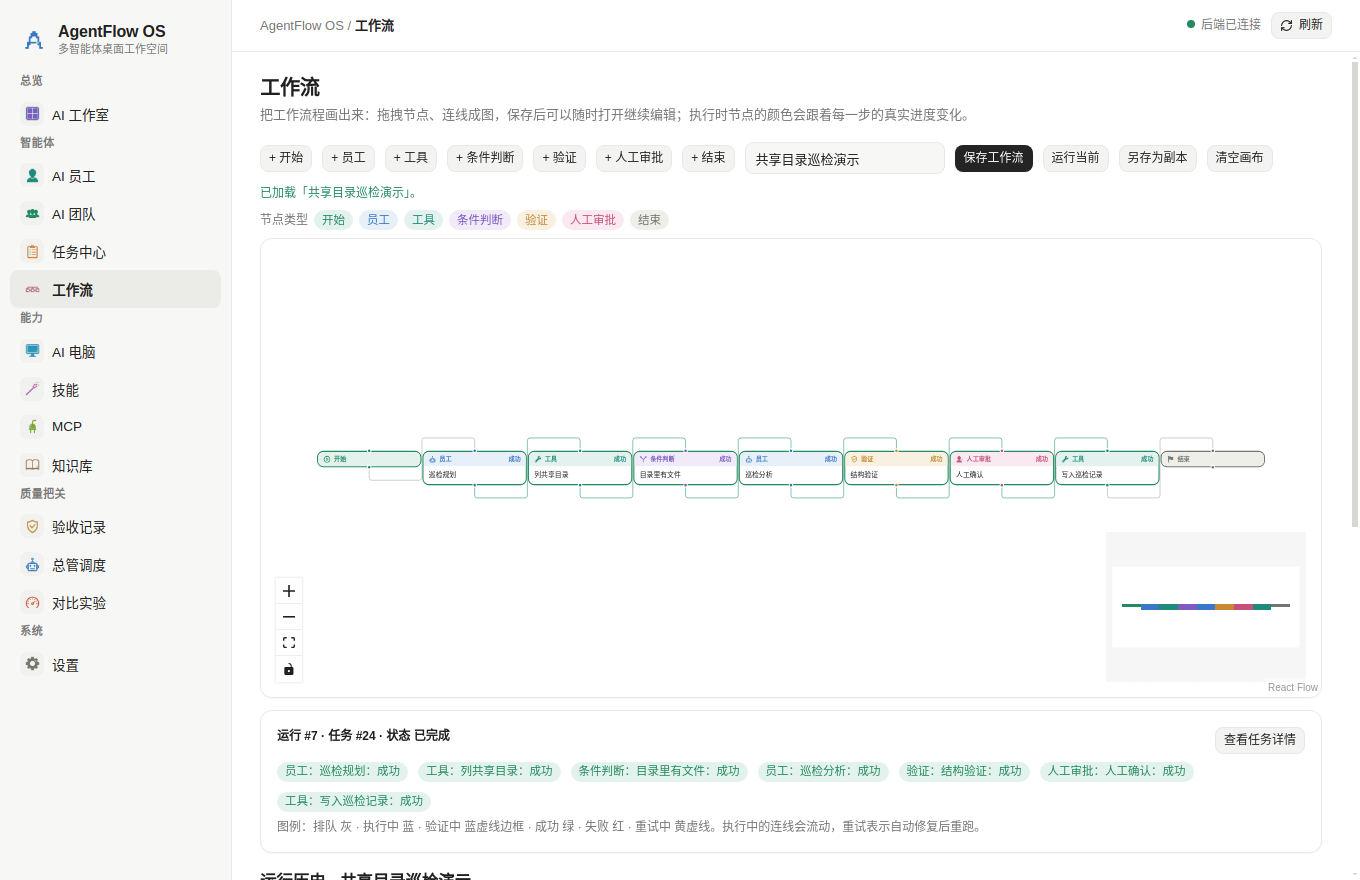 AgentFlow OS
多智能体桌面工作空间
总览
AI 工作室
智能体
AI 员工
AI 团队
任务中心
工作流
能力
AI 电脑
技能
MCP
知识库
质量把关
验收记录
总管调度
对比实验
系统
设置
AgentFlow OS / 工作流
后端已连接
刷新
工作流
把工作流程画出来：拖拽节点、连线成图，保存后可以随时打开继续编辑；执行时节点的颜色会跟着每一步的真实进度变化。
+ 开始 + 员工 + 工具 + 条件判断 + 验证 + 人工审批 + 结束 共享目录巡检演示 保存工作流 运行当前 另存为副本 清空画布
已加载「共享目录巡检演示」。
节点类型 开始 员工 工具 条件判断 验证 人工审批 结束
开始 员工 成功 工具 成功 条件判断 成功 员工 成功 验证 成功 人工审批 成功 工具 成功 结束
巡检规划 列共享目录 目录里有文件 巡检分析 结构验证 人工确认 写入巡检记录
React Flow
运行 #7 · 任务 #24 · 状态 已完成
查看任务详情
员工：巡检规划：成功 工具：列共享目录：成功 条件判断：目录里有文件：成功 员工：巡检分析：成功 验证：结构验证：成功 人工审批：人工确认：成功
工具：写入巡检记录：成功
图例：排队 灰 · 执行中 蓝 · 验证中 蓝虚线边框 · 成功 绿 · 失败 红 · 重试中 黄虚线。执行中的连线会流动，重试表示自动修复后重跑。
运行历史 · 共享目录巡检演示